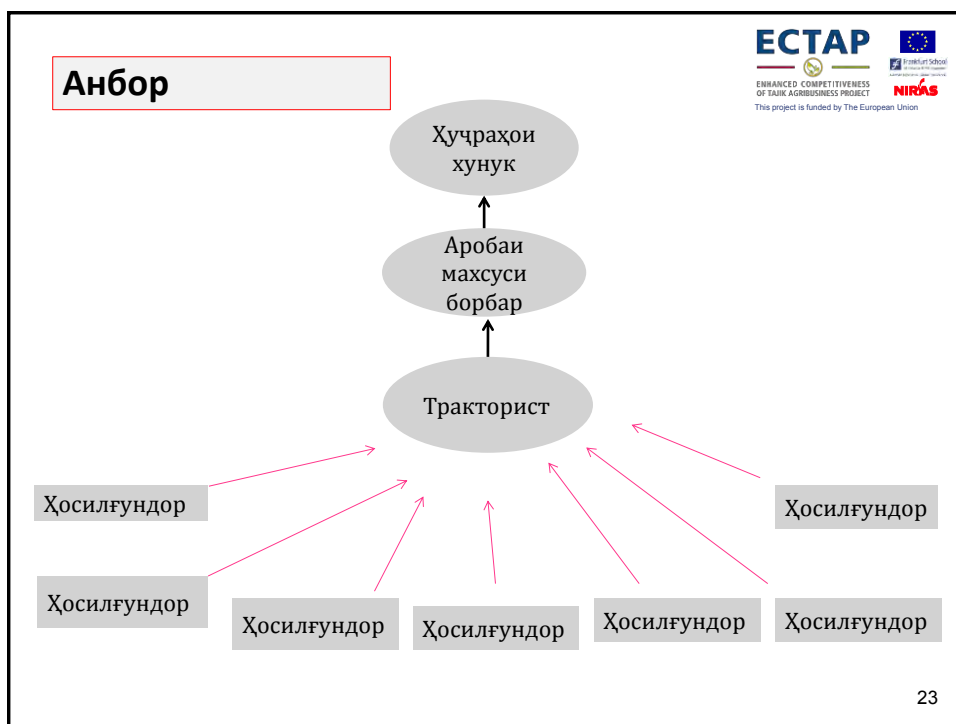 Анбор
ECTAP
ENHANCED COMPETITIVENESS
OF TAJIK AGRIBUSINESS PROJECT
Frankfurt School
NIRAS
This project is funded by The European Union
Ҳуҷраҳои
хунук
Аробаи
махсуси
борбар
Тракторист
Ҳосилғундор
Ҳосилғундор
Ҳосилғундор
Ҳосилғундор
Ҳосилғундор
Ҳосилғундор
Ҳосилғундор
23